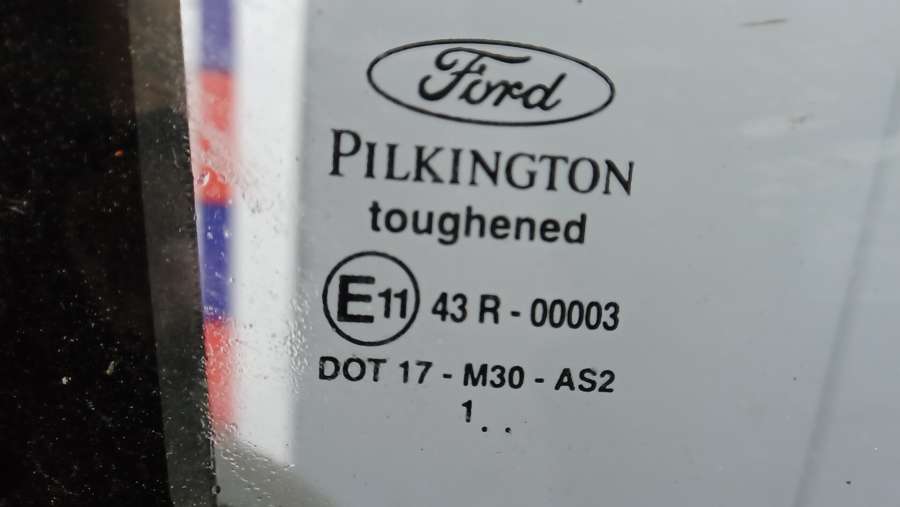 Ford
PILKINGTON
toughened
E11 43 R - 00003
DOT 17 - M30 - AS2
1 . .